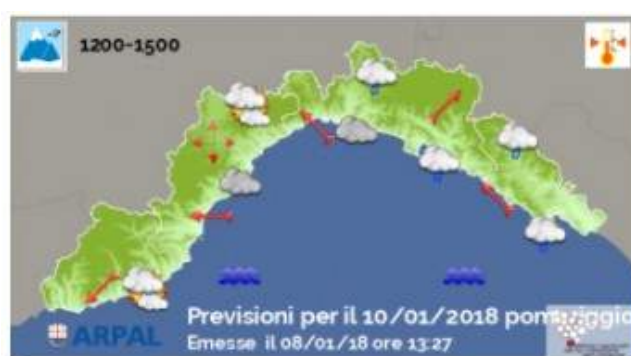 1200-1500
Previsioni per il 10/01/2018 pomeriggio
ARPAL
Emesse il 08/01/18 ore 13:27